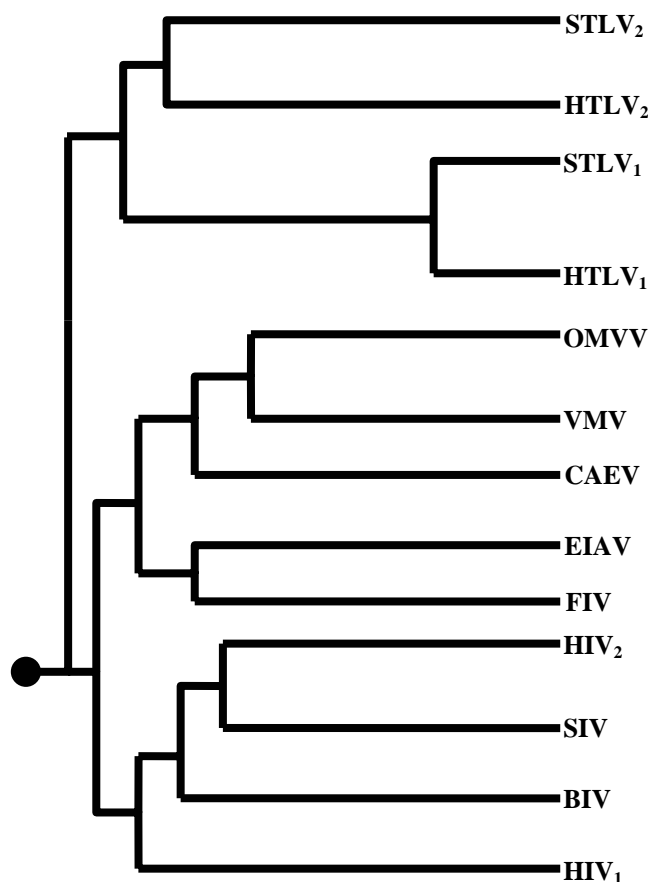 STLV₂
HTLV₂
STLV₁
HTLV₁
OMVV
VMV
CAEV
EIAV
FIV
HIV₂
SIV
BIV
HIV₁